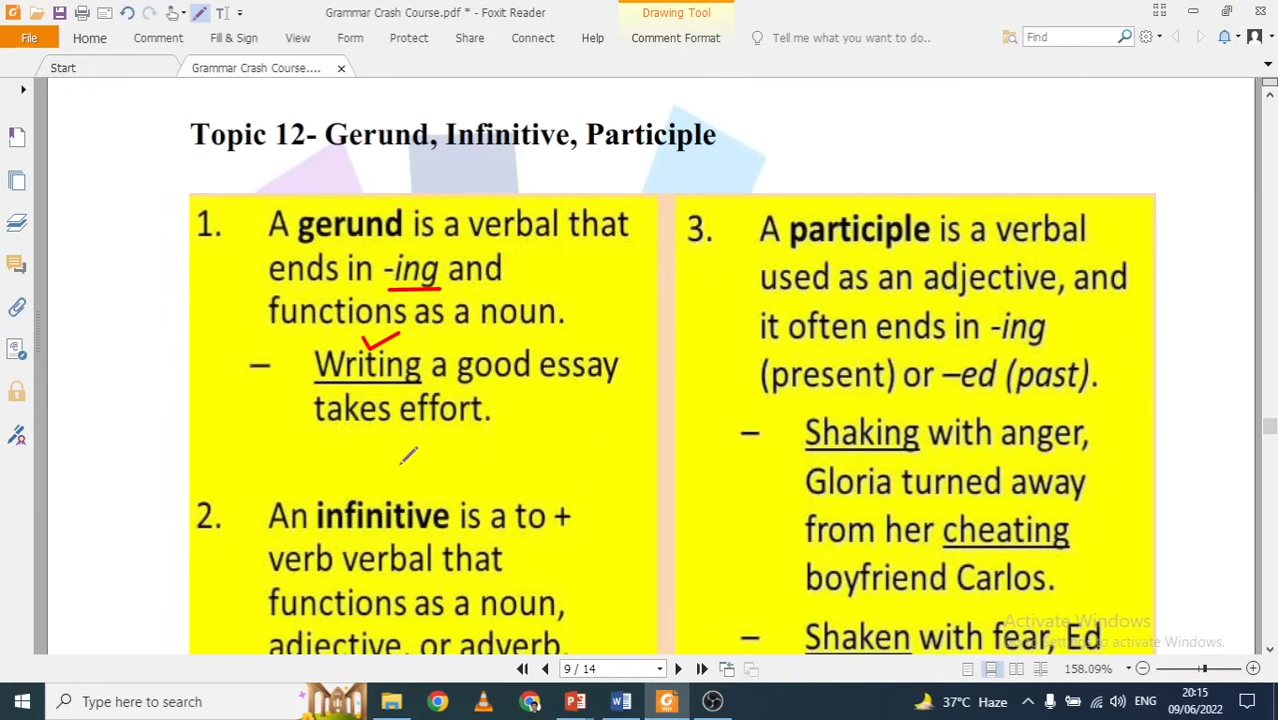 Grammar Crash Course.pdf * - Foxit Reader
Drawing Tool
File
Home
Comment
Fill & Sign
View
Form
Protect
Share
Connect
Help
Comment Format
Tell me what you want to do..
Find
Start
Grammar Crash Course....
Topic 12- Gerund, Infinitive, Participle
1. A gerund is a verbal that
ends in -ing and
functions as a noun.
– Writing a good essay
takes effort.
2. An infinitive is a to +
verb verbal that
functions as a noun,
adjective, or adverb.
3. A participle is a verbal
used as an adjective, and
it often ends in -ing
(present) or –ed (past).
– Shaking with anger,
Gloria turned away
from her cheating
boyfriend Carlos.
– Shaken with fear, Ed
Activate Windows
to activate Windows.
9 / 14
158.09%
Type here to search
37°C Haze
ENG
20:15
09/06/2022